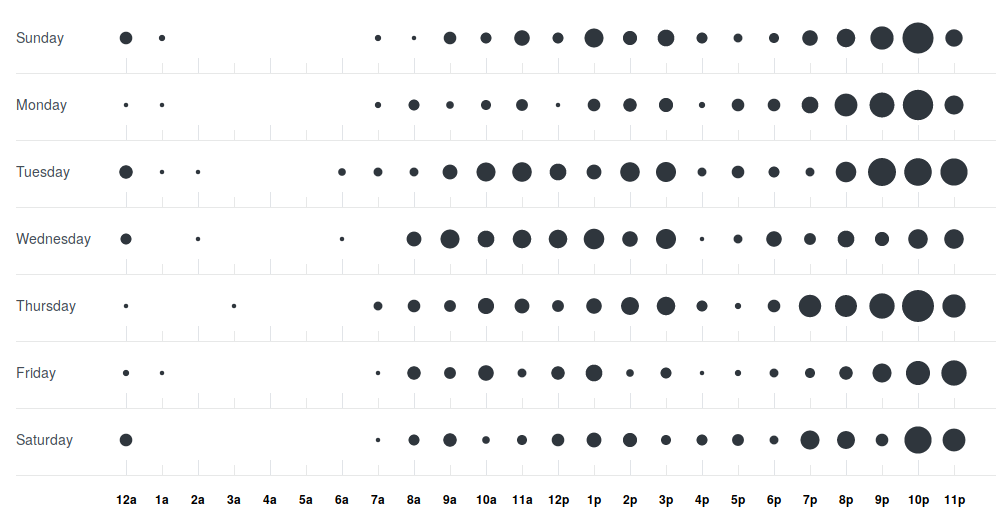 Sunday
Monday
Tuesday
Wednesday
Thursday
Friday
Saturday
12a 1a 2a 3a 4a 5a 6a 7a 8a 9a 10a 11a 12p 1p 2p 3p 4p 5p 6p 7p 8p 9p 10p 11p